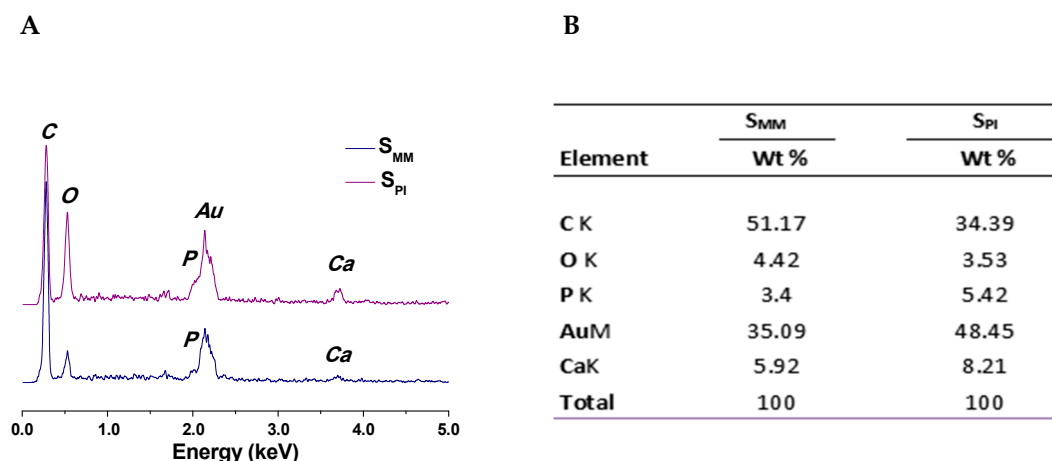 A
C
O
Au
P
Ca
P
Ca
S_MM
S_PI
0.0 1.0 2.0 3.0 4.0 5.0
Energy (keV)
B
S_MM S_PI
Element Wt % Wt %
C K 51.17 34.39
O K 4.42 3.53
P K 3.4 5.42
AuM 35.09 48.45
CaK 5.92 8.21
Total 100 100